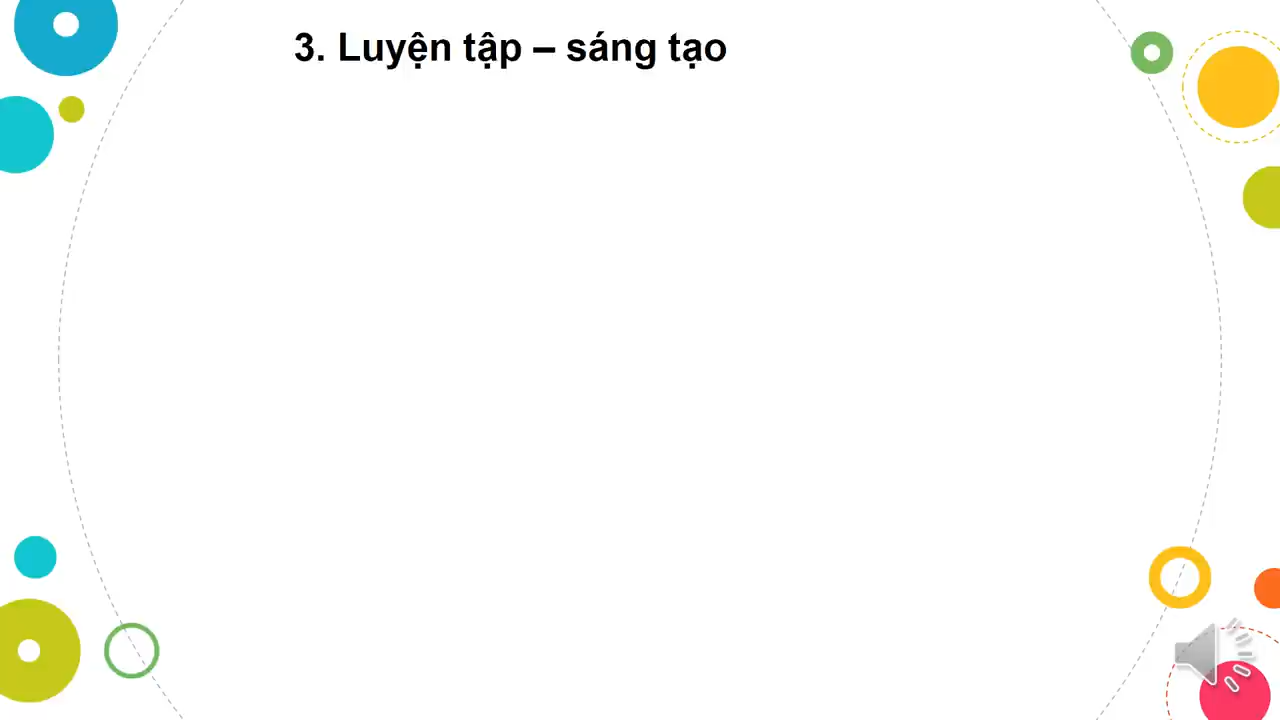 3. Luyện tập – sáng tạo